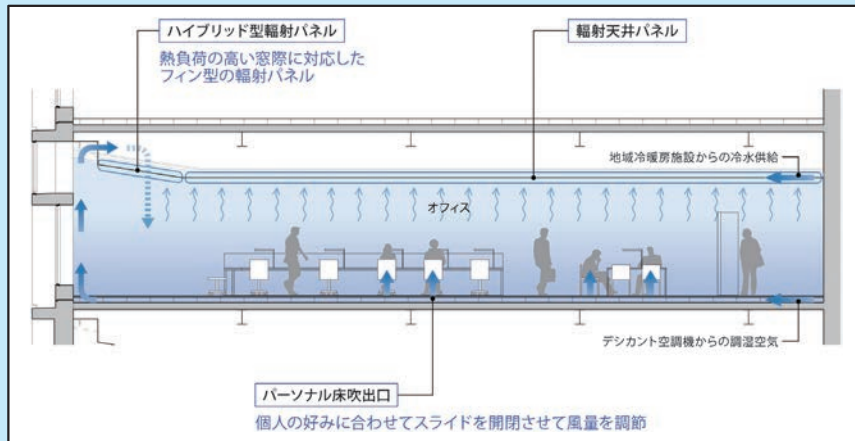 ハイブリッド型輻射パネル
熱負荷の高い窓際に対応した
フィン型の輻射パネル
輻射天井パネル
地域冷暖房施設からの冷水供給
オフィス
デシカント空調機からの調湿空気
パーソナル床吹出口
個人の好みに合わせてスライドを開閉させて風量を調節